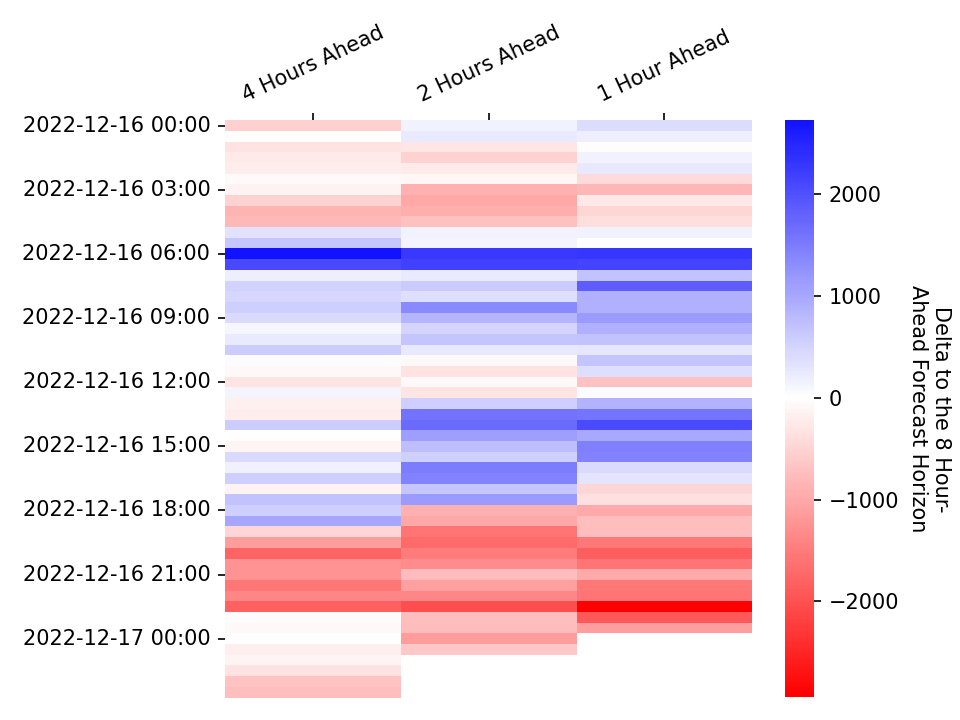 4 Hours Ahead
2 Hours Ahead
1 Hour Ahead
2022-12-16 00:00
2022-12-16 03:00
2022-12-16 06:00
2022-12-16 09:00
2022-12-16 12:00
2022-12-16 15:00
2022-12-16 18:00
2022-12-16 21:00
2022-12-17 00:00
2000
1000
0
−1000
−2000
Delta to the 8 Hour-
Ahead Forecast Horizon